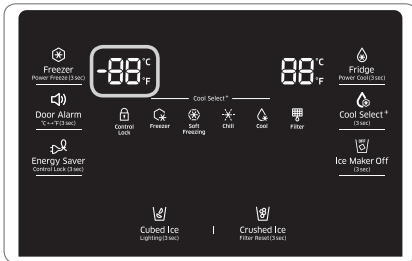 -88 °C °F
88 °C °F
Freezer
Power Freeze (3 sec)
Fridge
Power Cool (3 sec)
Cool Select+
Door Alarm
°C↔°F (3 sec)
Control Lock
Freezer
Soft Freezing
Chill
Cool
Filter
Cool Select+
(3 sec)
Energy Saver
Control Lock (3 sec)
OFF
Ice Maker Off
(3 sec)
Cubed Ice
Lighting (3 sec)
Crushed Ice
Filter Reset (3 sec)